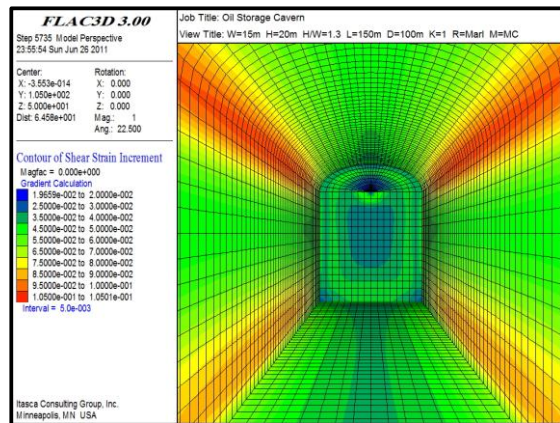 FLAC3D 3.00
Step 5735 Model Perspective
23:55:54 Sun Jun 26 2011
Center:
X: -3.553e-014
Y: 1.050e+002
Z: 5.000e+001
Dist: 6.458e+001
Rotation:
X: 0.000
Y: 0.000
Z: 0.000
Mag.: 1
Ang.: 22.500
Contour of Shear Strain Increment
Magfac = 0.000e+000
Gradient Calculation
1.9659e-002 to 2.0000e-002
2.5000e-002 to 3.0000e-002
3.5000e-002 to 4.0000e-002
4.5000e-002 to 5.0000e-002
5.5000e-002 to 6.0000e-002
6.5000e-002 to 7.0000e-002
7.5000e-002 to 8.0000e-002
8.5000e-002 to 9.0000e-002
9.5000e-002 to 1.0000e-001
1.0500e-001 to 1.0501e-001
Interval = 5.0e-003
Itasca Consulting Group, Inc.
Minneapolis, MN USA
Job Title: Oil Storage Cavern
View Title: W=15m H=20m H/W=1.3 L=150m D=100m K=1 R=Marl M=MC